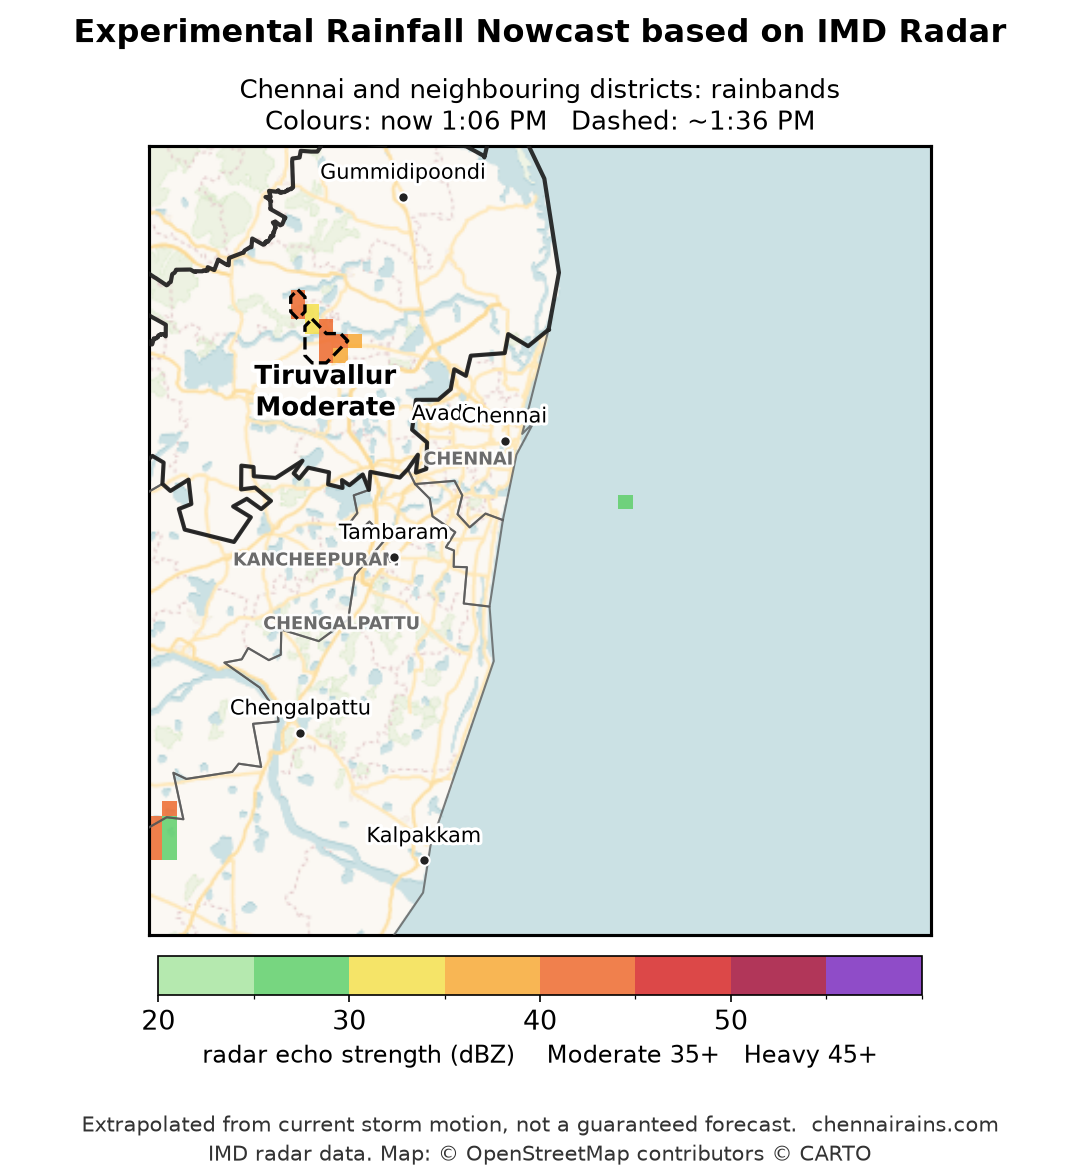 Experimental Rainfall Nowcast based on IMD Radar
Chennai and neighbouring districts: rainbands
Colours: now 1:06 PM   Dashed: ~1:36 PM
Gummidipoondi
Tiruvallur
Moderate
Chennai
CHENNAI
Tambaram
KANCHEEPURAM
CHENGALPATTU
Chengalpattu
Kalpakkam
20 30 40 50
radar echo strength (dBZ)    Moderate 35+   Heavy 45+
Extrapolated from current storm motion, not a guaranteed forecast.  chennairains.com
IMD radar data. Map: © OpenStreetMap contributors © CARTO